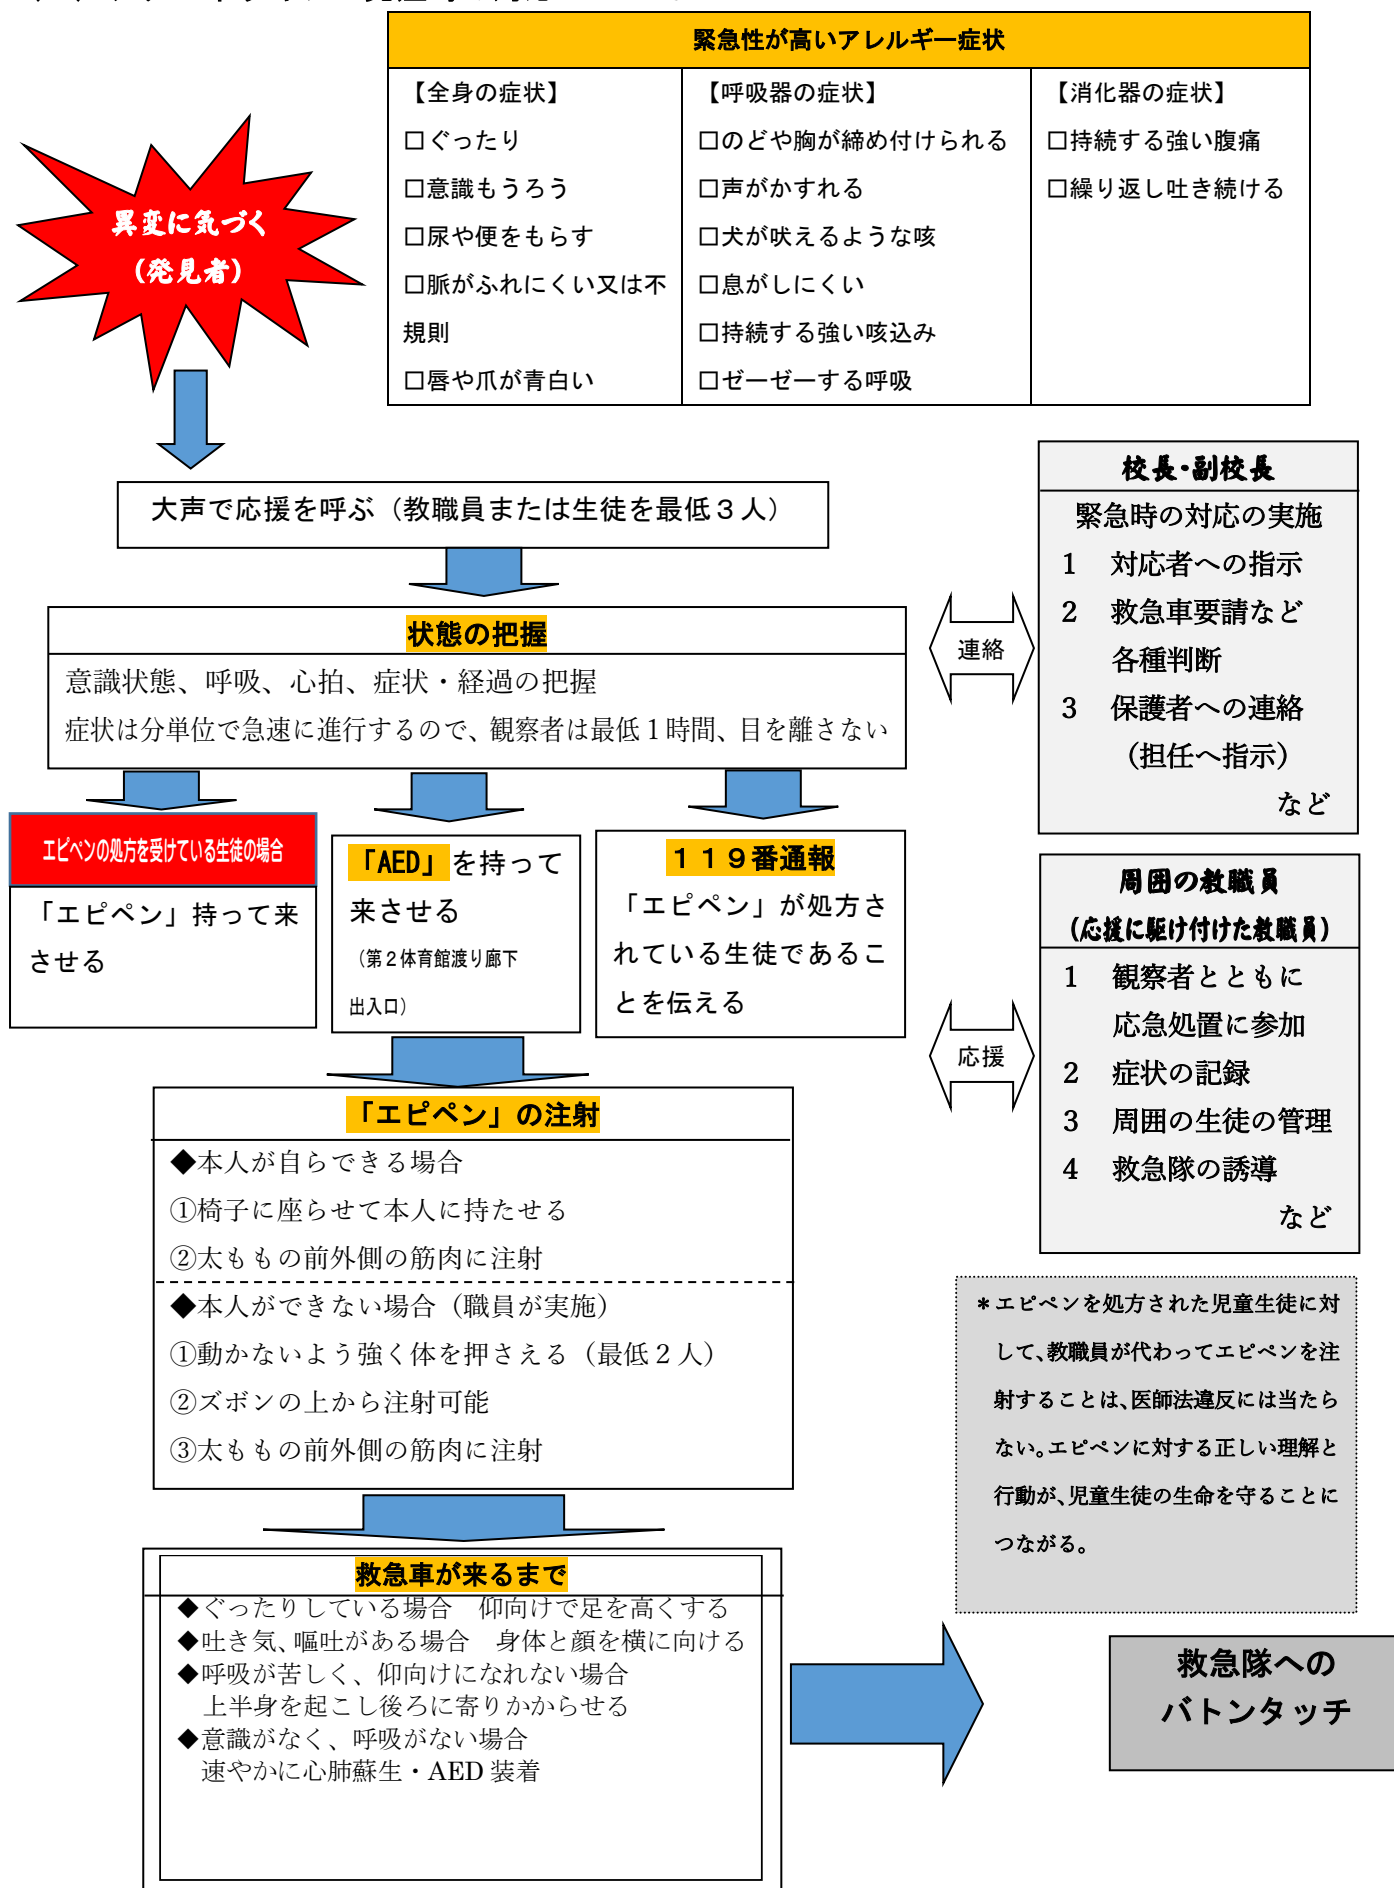 緊急性が高いアレルギー症状
【全身の症状】
□ぐったり
□意識もうろう
□尿や便をもらす
□脈がふれにくい又は不
規則
□唇や爪が青白い
【呼吸器の症状】
□のどや胸が締め付けられる
□声がかすれる
□犬が吠えるような咳
□息がしにくい
□持続する強い咳込み
□ゼーゼーする呼吸
【消化器の症状】
□持続する強い腹痛
□繰り返し吐き続ける
異変に気づく
（発見者）
大声で応援を呼ぶ（教職員または生徒を最低３人）
状態の把握
意識状態、呼吸、心拍、症状・経過の把握
症状は分単位で急速に進行するので、観察者は最低１時間、目を離さない
連絡
校長・副校長
緊急時の対応の実施
1　対応者への指示
2　救急車要請など
各種判断
3　保護者への連絡
（担任へ指示）
など
エピペンの処方を受けている生徒の場合
「エピペン」持って来
させる
「AED」を持って
来させる
（第２体育館渡り廊下
出入口）
１１９番通報
「エピペン」が処方さ
れている生徒であるこ
とを伝える
応援
周囲の教職員
（応援に駆け付けた教職員）
1　観察者とともに
応急処置に参加
2　症状の記録
3　周囲の生徒の管理
4　救急隊の誘導
など
「エピペン」の注射
◆本人が自らできる場合
①椅子に座らせて本人に持たせる
②太ももの前外側の筋肉に注射
◆本人ができない場合（職員が実施）
①動かないよう強く体を押さえる（最低２人）
②ズボンの上から注射可能
③太ももの前外側の筋肉に注射
＊エピペンを処方された児童生徒に対
して、教職員が代わってエピペンを注
射することは、医師法違反には当たら
ない。エピペンに対する正しい理解と
行動が、児童生徒の生命を守ることに
つながる。
救急車が来るまで
◆ぐったりしている場合　仰向けで足を高くする
◆吐き気、嘔吐がある場合　身体と顔を横に向ける
◆呼吸が苦しく、仰向けになれない場合
上半身を起こし後ろに寄りかからせる
◆意識がなく、呼吸がない場合
速やかに心肺蘇生・AED 装着
救急隊への
バトンタッチ